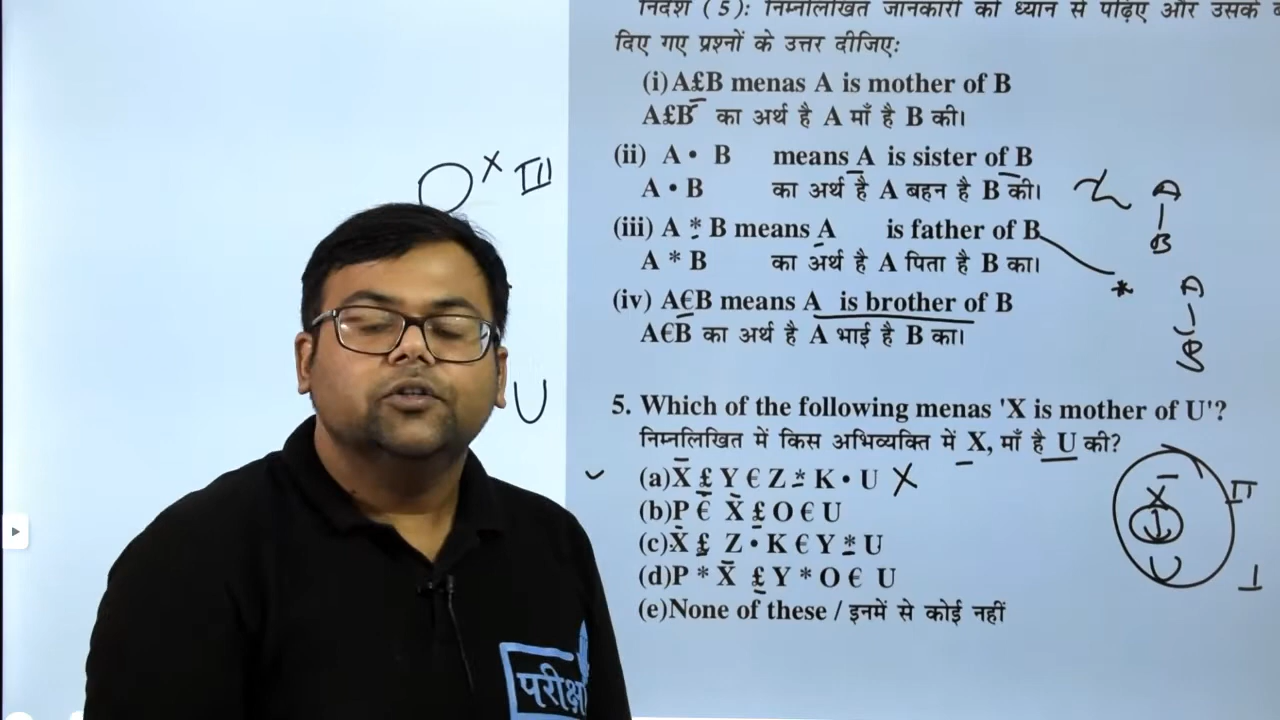 निर्देश (5): निम्नलिखित जानकारी को ध्यान से पढ़िए और उसके
दिए गए प्रश्नों के उत्तर दीजिए:
(i) A£B menas A is mother of B
A£B का अर्थ है A माँ है B की।
(ii) A • B means A is sister of B
A • B का अर्थ है A बहन है B की।
(iii) A * B means A is father of B
A * B का अर्थ है A पिता है B का।
(iv) A€B means A is brother of B
A€B का अर्थ है A भाई है B का।
5. Which of the following menas 'X is mother of U'?
निम्नलिखित में किस अभिव्यक्ति में X, माँ है U की?
(a) X £ Y € Z * K • U X
(b) P € X £ O € U
(c) X £ Z • K € Y * U
(d) P * X £ Y * O € U
(e) None of these / इनमें से कोई नहीं
X III
U
A
B
* A
B
X II
U I
परीक्षा